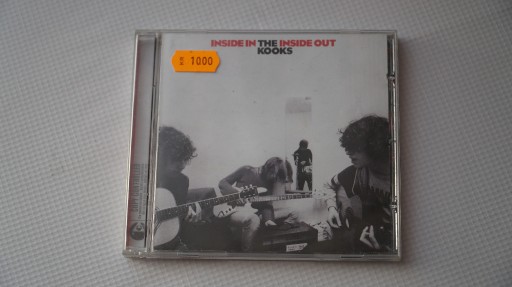 INSIDE IN THE INSIDE OUT
KOOKS
1000